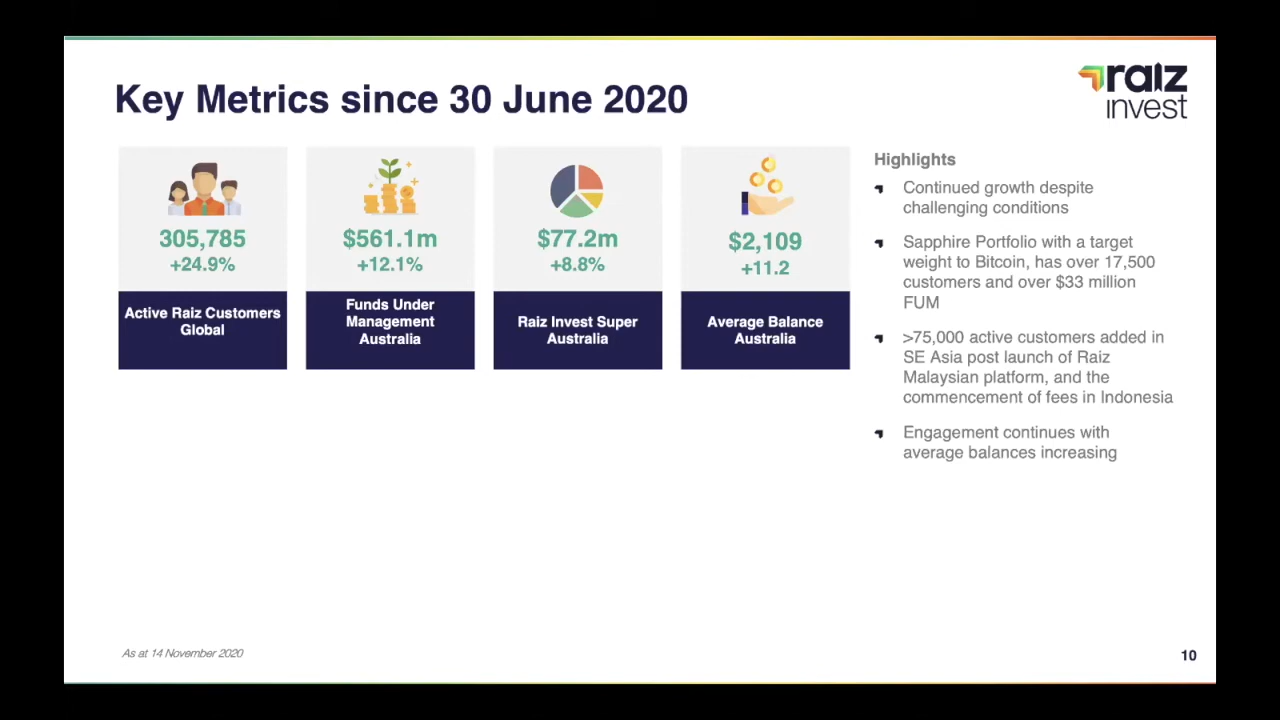 Key Metrics since 30 June 2020
raiz
invest
305,785
+24.9%
Active Raiz Customers
Global
$561.1m
+12.1%
Funds Under
Management
Australia
$77.2m
+8.8%
Raiz Invest Super
Australia
$2,109
+11.2
Average Balance
Australia
Highlights
Continued growth despite
challenging conditions
Sapphire Portfolio with a target
weight to Bitcoin, has over 17,500
customers and over $33 million
FUM
>75,000 active customers added in
SE Asia post launch of Raiz
Malaysian platform, and the
commencement of fees in Indonesia
Engagement continues with
average balances increasing
As at 14 November 2020
10